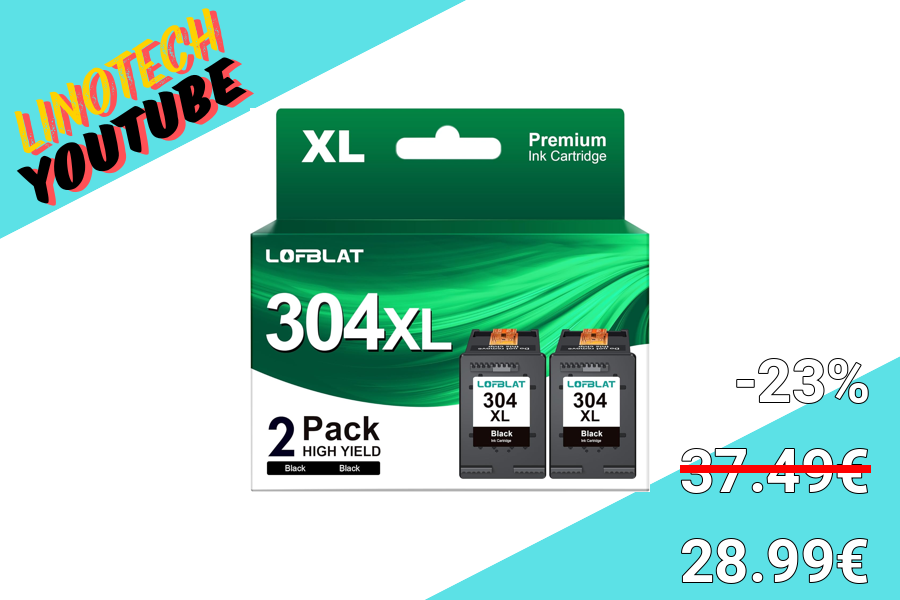 LINOTECH
YOUTUBE
XL
Premium
Ink Cartridge
LOFBLAT
304XL
2 Pack
HIGH YIELD
Black Black
LOFBLAT
304
XL
Black
Ink Cartridge
LOFBLAT
304
XL
Black
Ink Cartridge
-23%
37.49€
28.99€